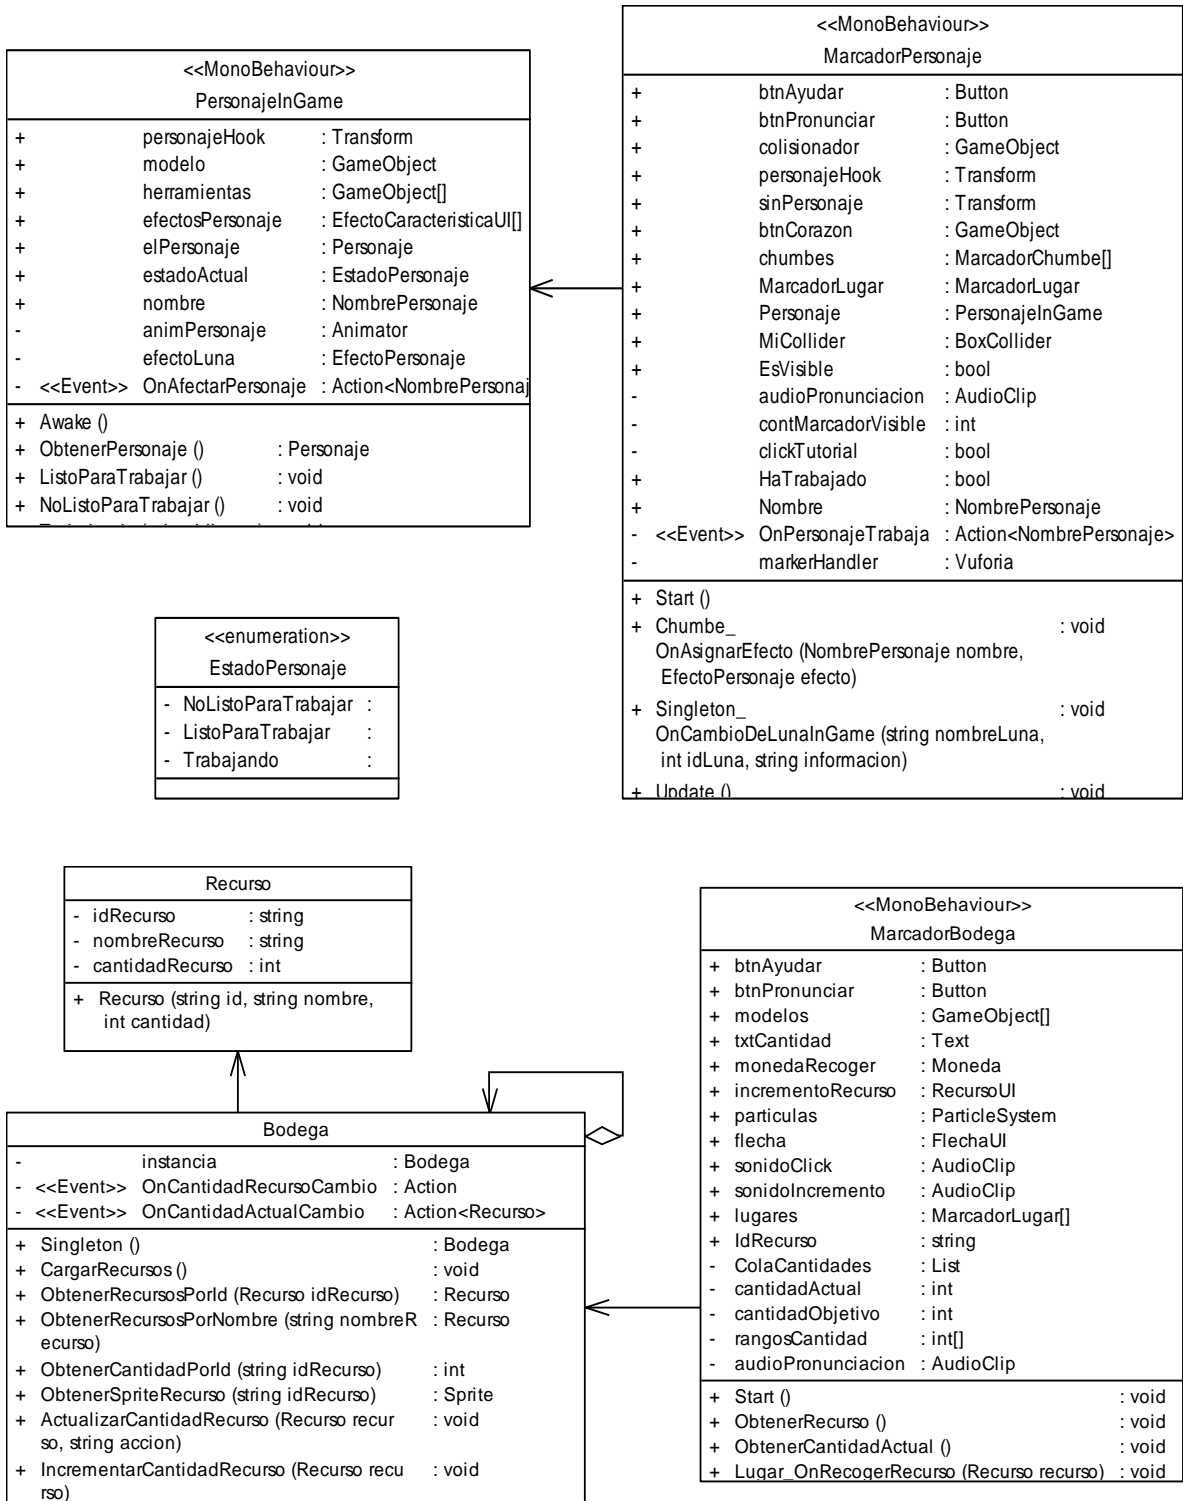 <<MonoBehaviour>>
PersonajeInGame
+ personajeHook : Transform
+ modelo : GameObject
+ herramientas : GameObject[]
+ efectosPersonaje : EfectoCaracteristicaUI[]
+ elPersonaje : Personaje
+ estadoActual : EstadoPersonaje
+ nombre : NombrePersonaje
- animPersonaje : Animator
- efectoLuna : EfectoPersonaje
- <<Event>> OnAfectarPersonaje : Action<NombrePersonaj
+ Awake ()
+ ObtenerPersonaje () : Personaje
+ ListoParaTrabajar () : void
+ NoListoParaTrabajar () : void
<<MonoBehaviour>>
MarcadorPersonaje
+ btnAyudar : Button
+ btnPronunciar : Button
+ colisionador : GameObject
+ personajeHook : Transform
+ sinPersonaje : Transform
+ btnCorazon : GameObject
+ chumbes : MarcadorChumbe[]
+ MarcadorLugar : MarcadorLugar
+ Personaje : PersonajeInGame
+ MiCollider : BoxCollider
+ EsVisible : bool
- audioPronunciacion : AudioClip
- contMarcadorVisible : int
- clickTutorial : bool
+ HaTrabajado : bool
+ Nombre : NombrePersonaje
- <<Event>> OnPersonajeTrabaja : Action<NombrePersonaje>
- markerHandler : Vuforia
+ Start ()
+ Chumbe_ : void
OnAsignarEfecto (NombrePersonaje nombre,
EfectoPersonaje efecto)
+ Singleton_ : void
OnCambioDeLunaInGame (string nombreLuna,
int idLuna, string informacion)
+ Update () : void
<<enumeration>>
EstadoPersonaje
- NoListoParaTrabajar :
- ListoParaTrabajar :
- Trabajando :
Recurso
- idRecurso : string
- nombreRecurso : string
- cantidadRecurso : int
+ Recurso (string id, string nombre,
int cantidad)
Bodega
- instancia : Bodega
- <<Event>> OnCantidadRecursoCambio : Action
- <<Event>> OnCantidadActualCambio : Action<Recurso>
+ Singleton () : Bodega
+ CargarRecursos () : void
+ ObtenerRecursosPorId (Recurso idRecurso) : Recurso
+ ObtenerRecursosPorNombre (string nombreR : Recurso
ecurso)
+ ObtenerCantidadPorId (string idRecurso) : int
+ ObtenerSpriteRecurso (string idRecurso) : Sprite
+ ActualizarCantidadRecurso (Recurso recur : void
so, string accion)
+ IncrementarCantidadRecurso (Recurso recu : void
rso)
<<MonoBehaviour>>
MarcadorBodega
+ btnAyudar : Button
+ btnPronunciar : Button
+ modelos : GameObject[]
+ txtCantidad : Text
+ monedaRecoger : Moneda
+ incrementoRecurso : RecursoUI
+ particulas : ParticleSystem
+ flecha : FlechaUI
+ sonidoClick : AudioClip
+ sonidoIncremento : AudioClip
+ lugares : MarcadorLugar[]
+ IdRecurso : string
- ColaCantidades : List
- cantidadActual : int
- cantidadObjetivo : int
- rangosCantidad : int[]
- audioPronunciacion : AudioClip
+ Start () : void
+ ObtenerRecurso () : void
+ ObtenerCantidadActual () : void
+ Lugar_OnRecogerRecurso (Recurso recurso) : void